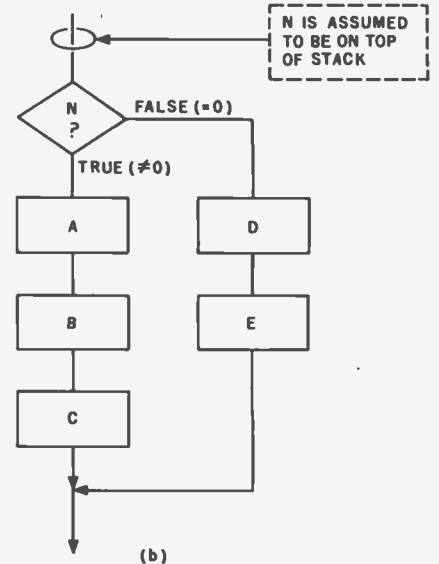 N IS ASSUMED
TO BE ON TOP
OF STACK
N
?
FALSE (=0)
TRUE (≠0)
A
D
B
E
C
(b)